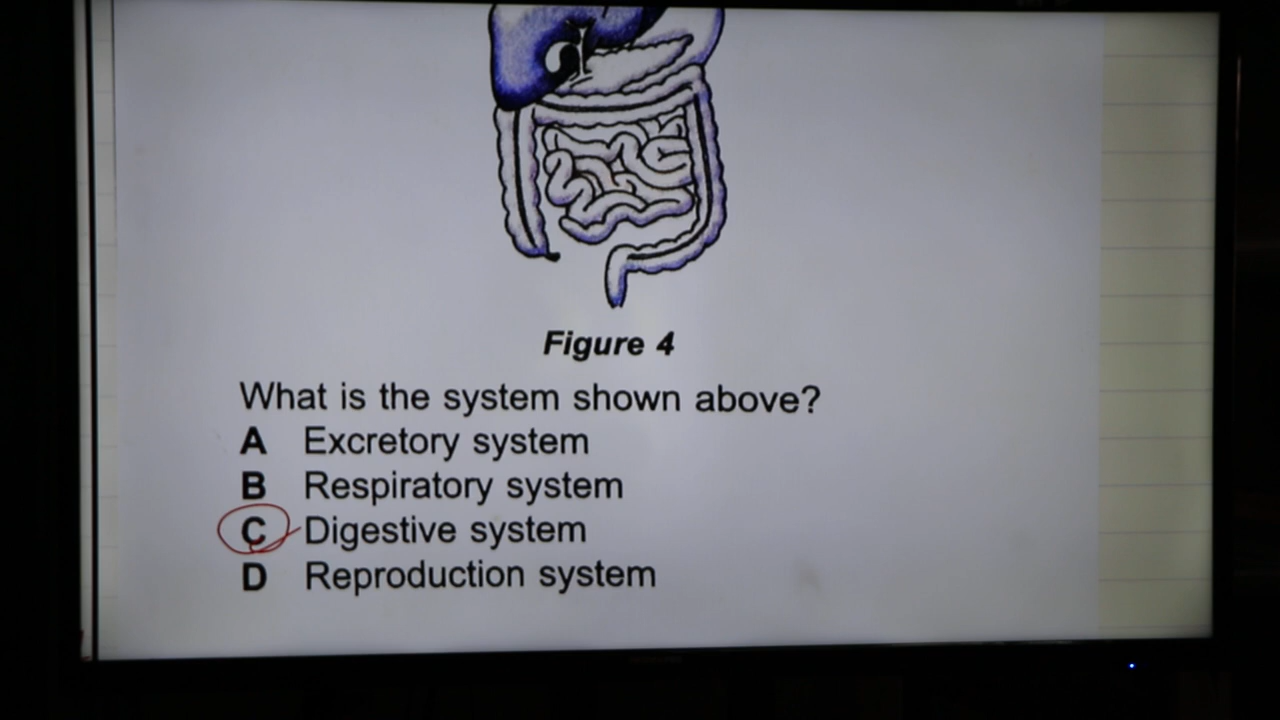 Figure 4
What is the system shown above?
A Excretory system
B Respiratory system
C Digestive system
D Reproduction system